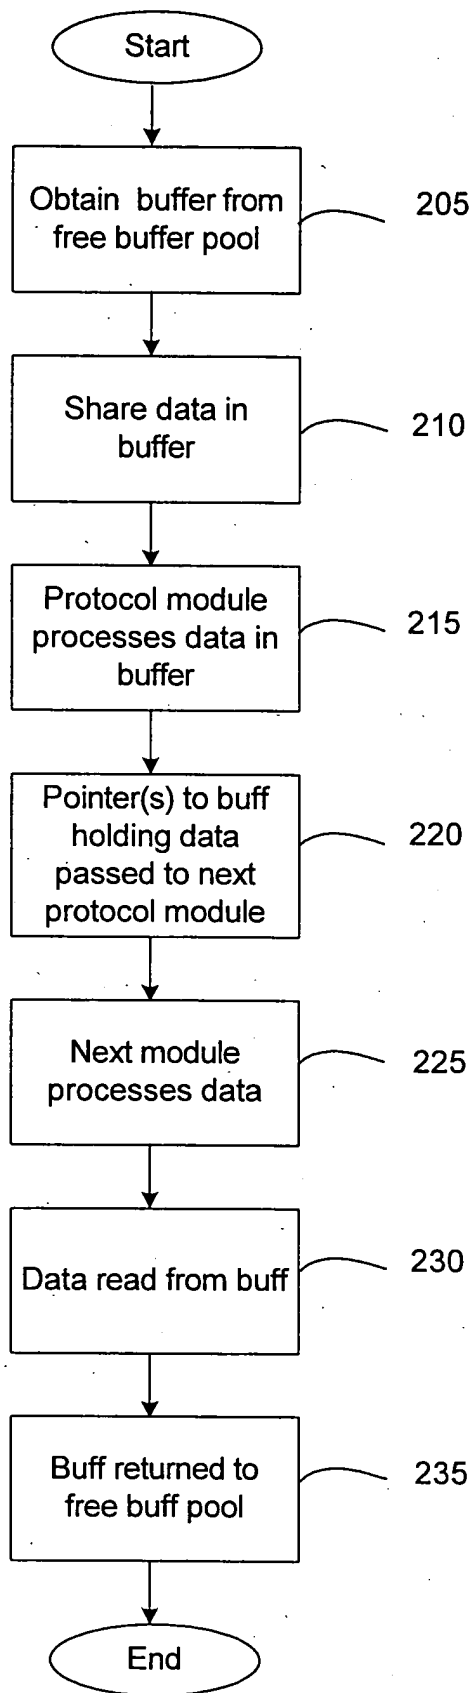 Start
Obtain buffer from
free buffer pool
205
Share data in
buffer
210
Protocol module
processes data in
buffer
215
Pointer(s) to buff
holding data
passed to next
protocol module
220
Next module
processes data
225
Data read from buff
230
Buff returned to
free buff pool
235
End